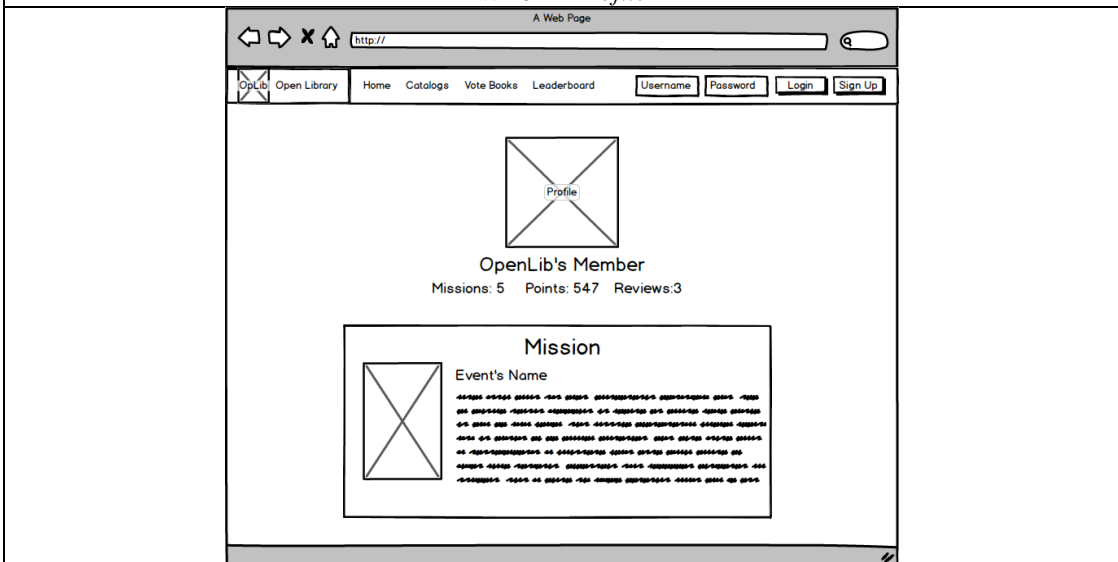 A Web Page
http://
OpLib Open Library Home Catalogs Vote Books Leaderboard Username Password Login Sign Up
Profile
OpenLib's Member
Missions: 5 Points: 547 Reviews:3
Mission
Event's Name